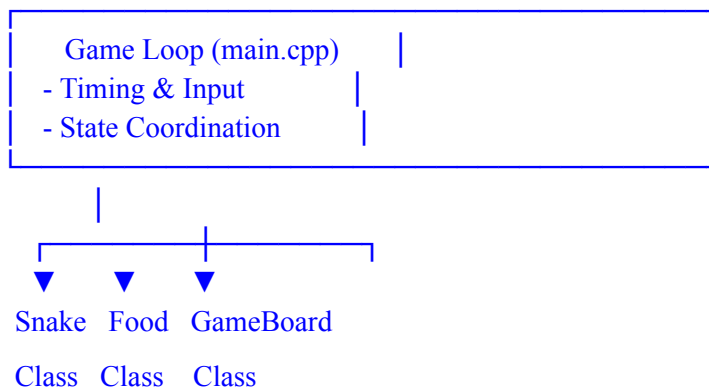 Game Loop (main.cpp)
- Timing & Input
- State Coordination
Snake Food GameBoard
Class Class Class